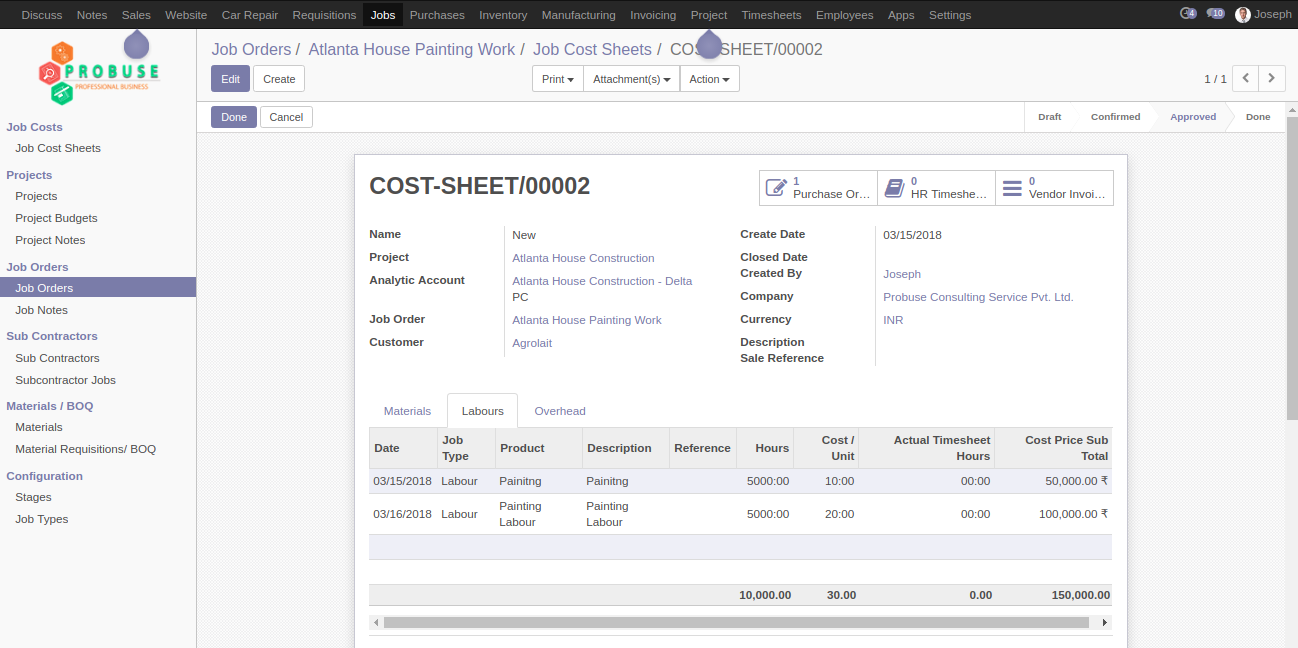 Discuss Notes Sales Website Car Repair Requisitions Jobs Purchases Inventory Manufacturing Invoicing Project Timesheets Employees Apps Settings 4 10 Joseph
PROBUSE
PROFESSIONAL BUSINESS
Job Costs
Job Cost Sheets
Projects
Projects
Project Budgets
Project Notes
Job Orders
Job Orders
Job Notes
Sub Contractors
Sub Contractors
Subcontractor Jobs
Materials / BOQ
Materials
Material Requisitions/ BOQ
Configuration
Stages
Job Types
Job Orders / Atlanta House Painting Work / Job Cost Sheets / COST-SHEET/00002
Edit Create Print Attachment(s) Action 1 / 1
Done Cancel Draft Confirmed Approved Done
COST-SHEET/00002
1 Purchase Or...
0 HR Timeshe...
0 Vendor Invoi...
Name New
Project Atlanta House Construction
Analytic Account Atlanta House Construction - Delta
PC
Job Order Atlanta House Painting Work
Customer Agrolait
Create Date 03/15/2018
Closed Date
Created By Joseph
Company Probuse Consulting Service Pvt. Ltd.
Currency INR
Description
Sale Reference
Materials Labours Overhead
Date Job Type Product Description Reference Hours Cost / Unit Actual Timesheet Hours Cost Price Sub Total
03/15/2018 Labour Painitng Painitng 5000:00 10:00 00:00 50,000.00 ₹
03/16/2018 Labour Painting Labour Painting Labour 5000:00 20:00 00:00 100,000.00 ₹
10,000.00 30.00 0.00 150,000.00